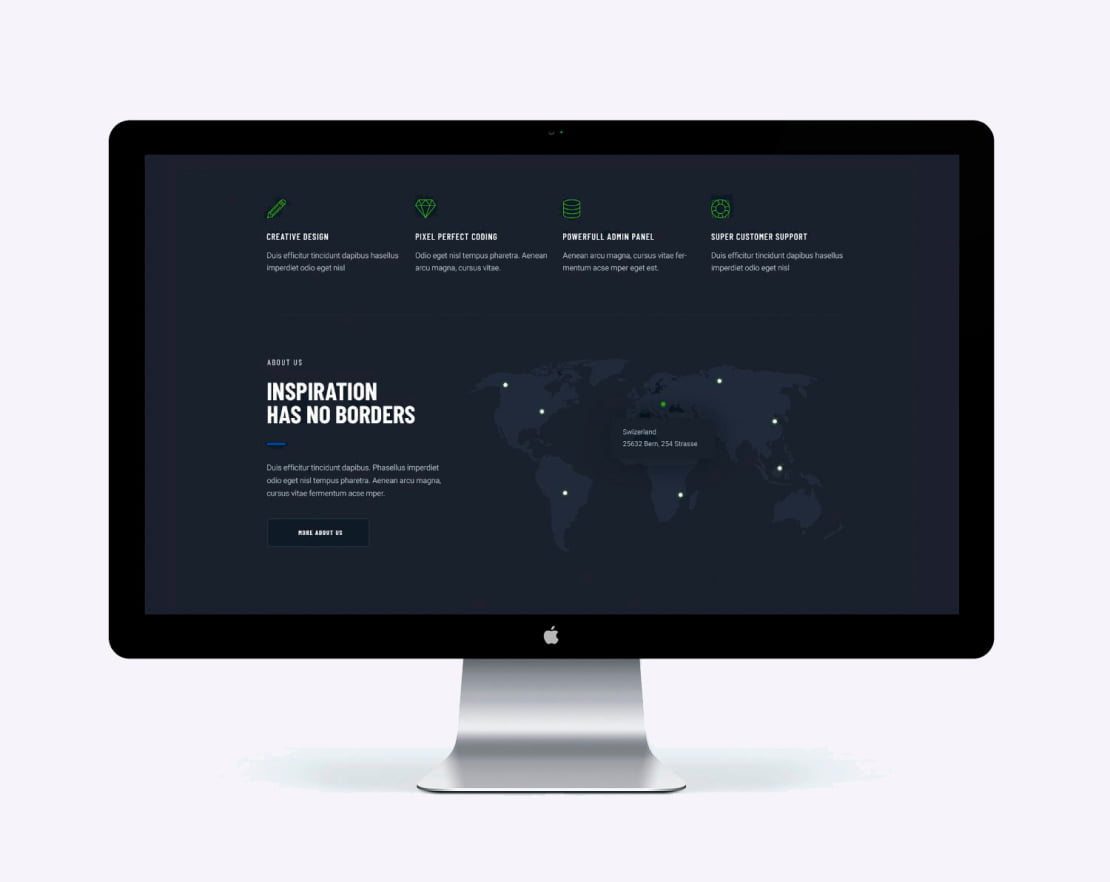 CREATIVE DESIGN
Duis efficitur tincidunt dapibus hasellus
imperdiet odio eget nisl
PIXEL PERFECT CODING
Odio eget nisl tempus pharetra. Aenean
arcu magna, cursus vitae.
POWERFULL ADMIN PANEL
Aenean arcu magna, cursus vitae fer-
mentum acse mper eget est.
SUPER CUSTOMER SUPPORT
Duis efficitur tincidunt dapibus hasellus
imperdiet odio eget nisl
ABOUT US
INSPIRATION
HAS NO BORDERS
Duis efficitur tincidunt dapibus. Phasellus imperdiet
odio eget nisl tempus pharetra. Aenean arcu magna,
cursus vitae fermentum acse mper.
MORE ABOUT US
Swizerland
25632 Bern, 254 Strasse